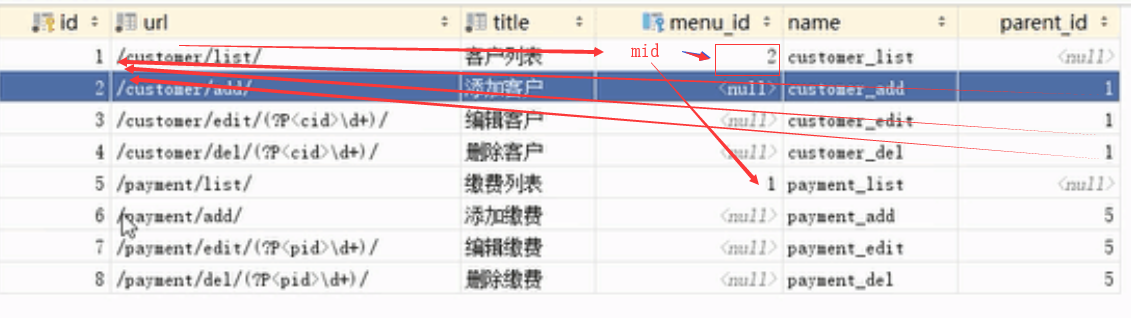 id url title menu_id name parent_id
1 /customer/list/ 客户列表 mid 2 customer_list <null>
2 /customer/add/ 添加客户 <null> customer_add 1
3 /customer/edit/(?P<cid>\d+)/ 编辑客户 <null> customer_edit 1
4 /customer/del/(?P<cid>\d+)/ 删除客户 <null> customer_del 1
5 /payment/list/ 缴费列表 1 payment_list <null>
6 /payment/add/ 添加缴费 <null> payment_add 5
7 /payment/edit/(?P<pid>\d+)/ 编辑缴费 <null> payment_edit 5
8 /payment/del/(?P<pid>\d+)/ 删除缴费 <null> payment_del 5